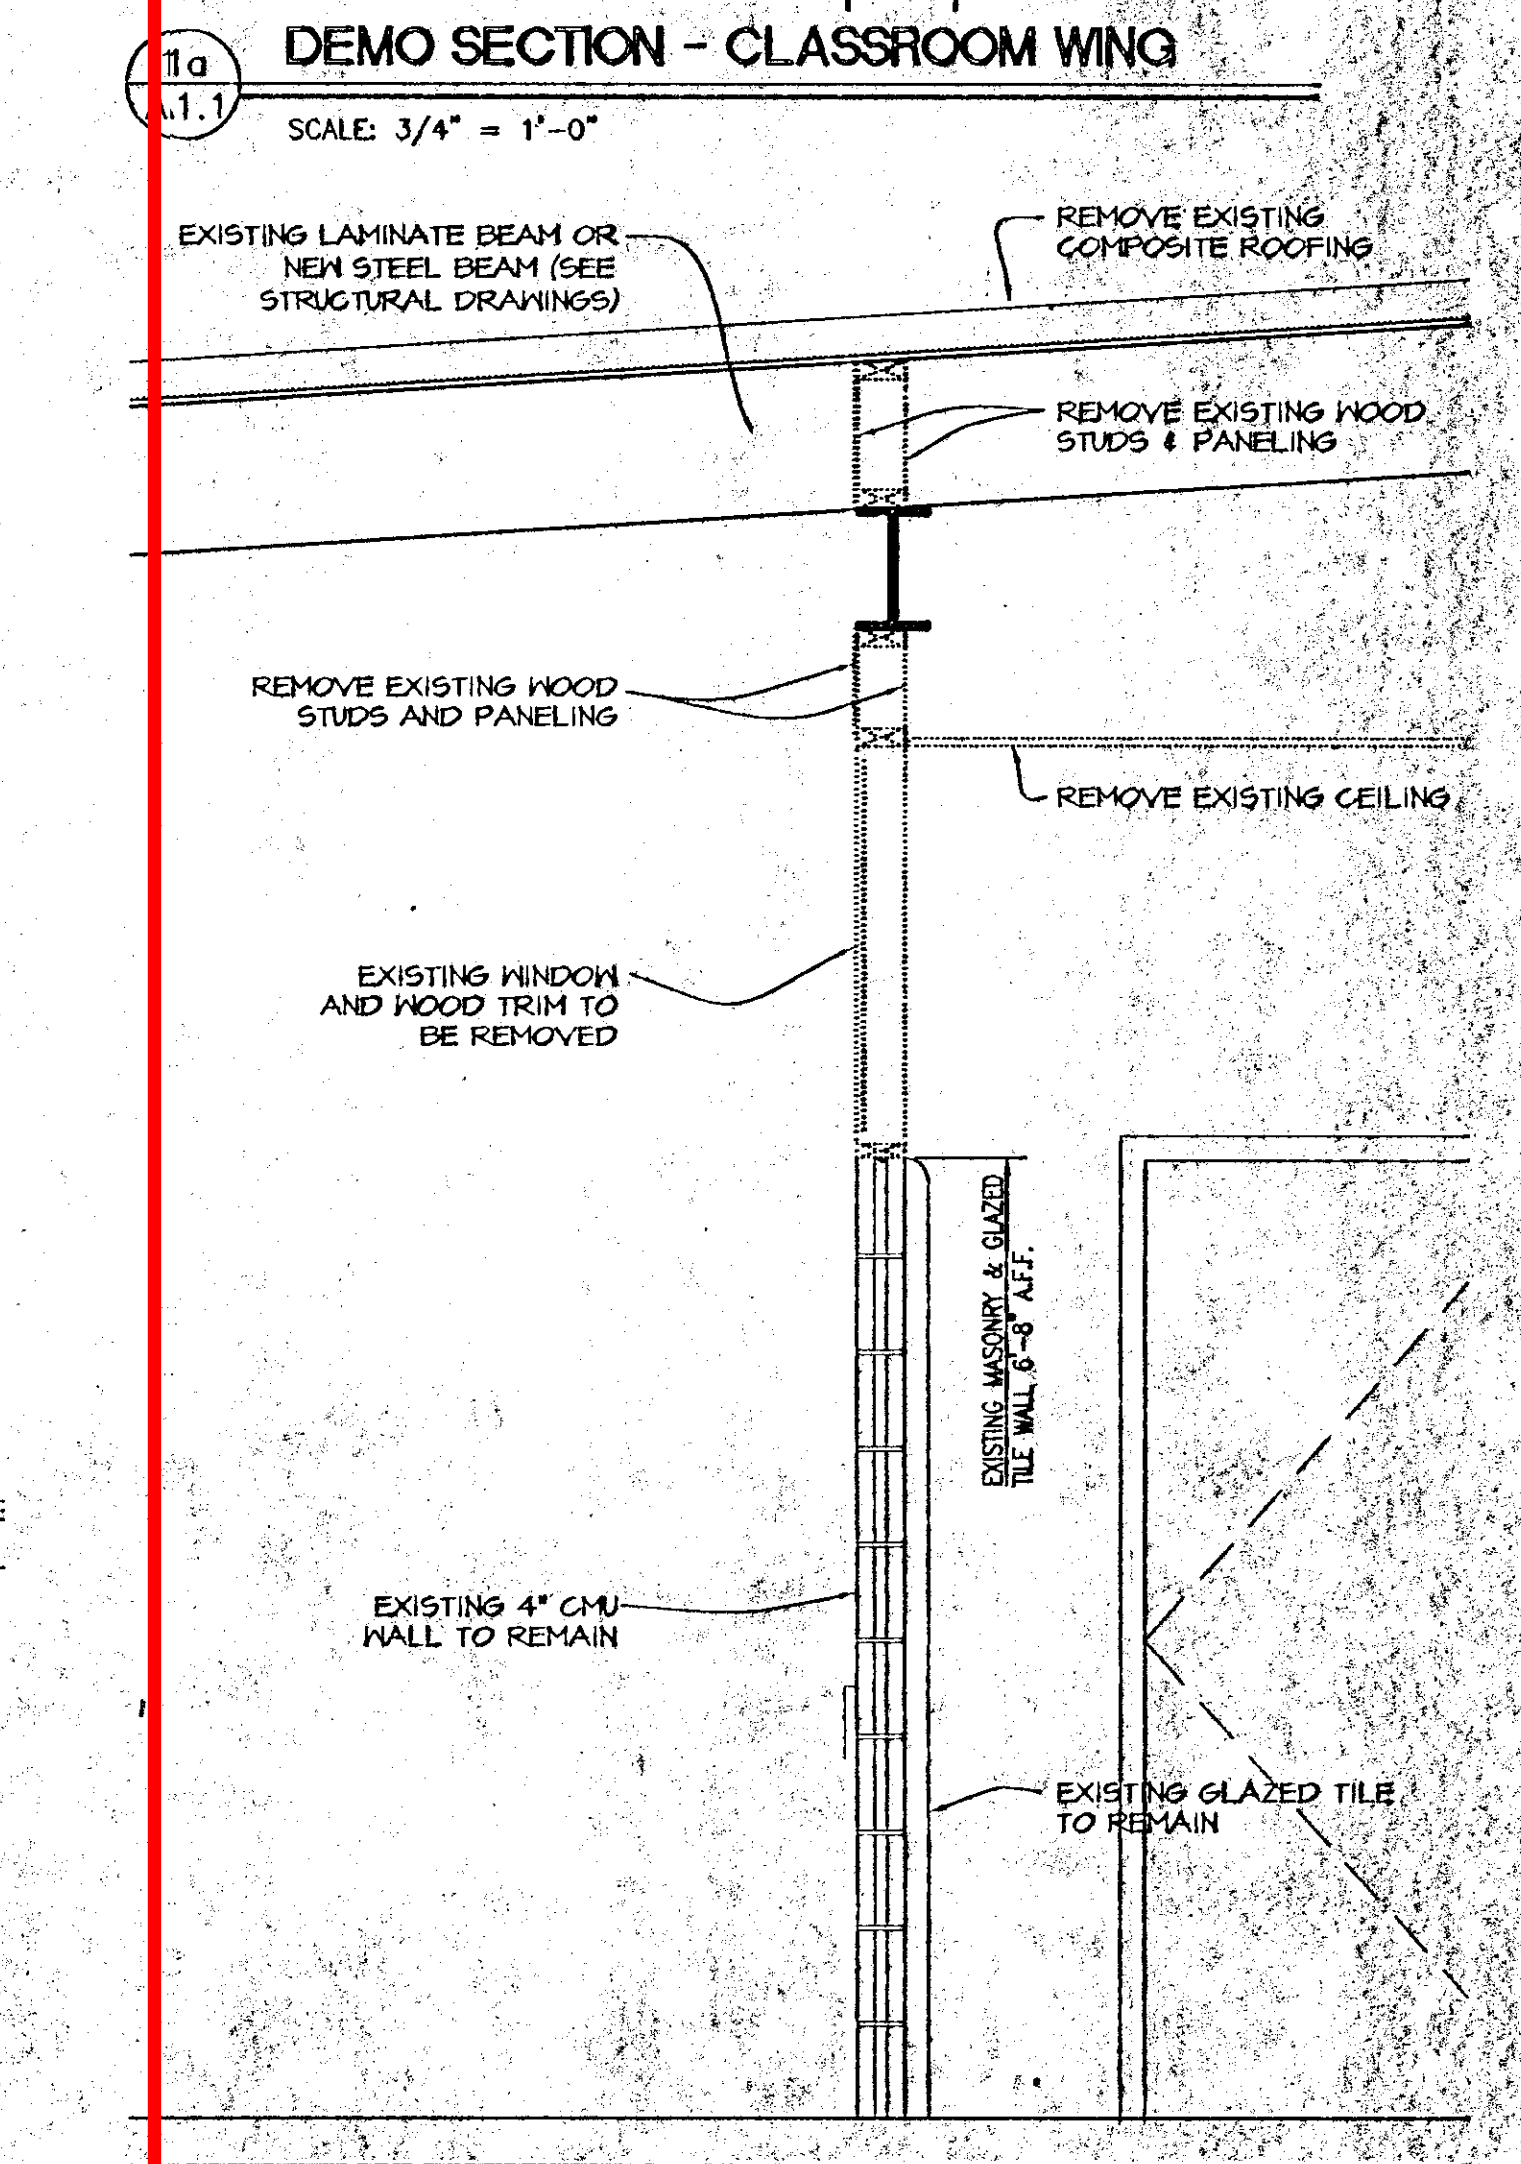 11a
A.1.1
DEMO SECTION - CLASSROOM WING
SCALE: 3/4" = 1'-0"
EXISTING LAMINATE BEAM OR
NEW STEEL BEAM (SEE
STRUCTURAL DRAWINGS)
REMOVE EXISTING
COMPOSITE ROOFING
REMOVE EXISTING WOOD
STUDS & PANELING
REMOVE EXISTING WOOD
STUDS AND PANELING
REMOVE EXISTING CEILING
EXISTING WINDOW
AND WOOD TRIM TO
BE REMOVED
EXISTING MASONRY & GLAZED
TILE WALL 6'-8" A.F.F.
EXISTING 4" CMU
WALL TO REMAIN
EXISTING GLAZED TILE
TO REMAIN